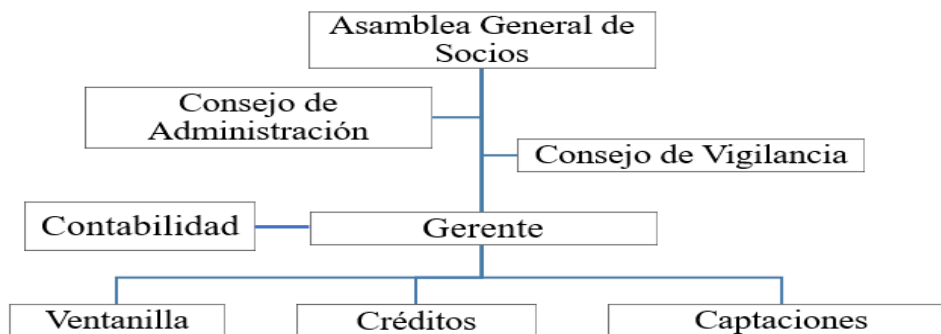 Asamblea General de
Socios
Consejo de
Administración
Consejo de Vigilancia
Contabilidad
Gerente
Ventanilla
Créditos
Captaciones